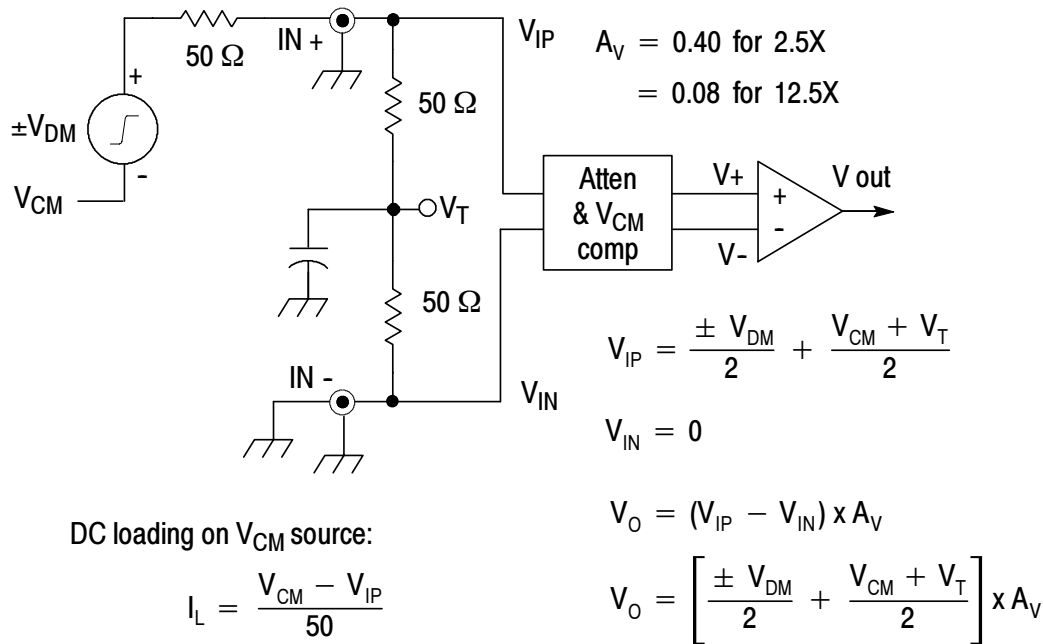 50 Ω
IN +
V_IP
A_V = 0.40 for 2.5X
= 0.08 for 12.5X
+
±V_DM
-
V_CM
50 Ω
V_T
Atten
& V_CM
comp
V+
V-
+
-
V out
50 Ω
IN -
V_IN
V_IP = ± V_DM / 2 + V_CM + V_T / 2
V_IN = 0
V_O = (V_IP − V_IN) x A_V
V_O = [± V_DM / 2 + V_CM + V_T / 2] x A_V
DC loading on V_CM source:
I_L = V_CM − V_IP / 50